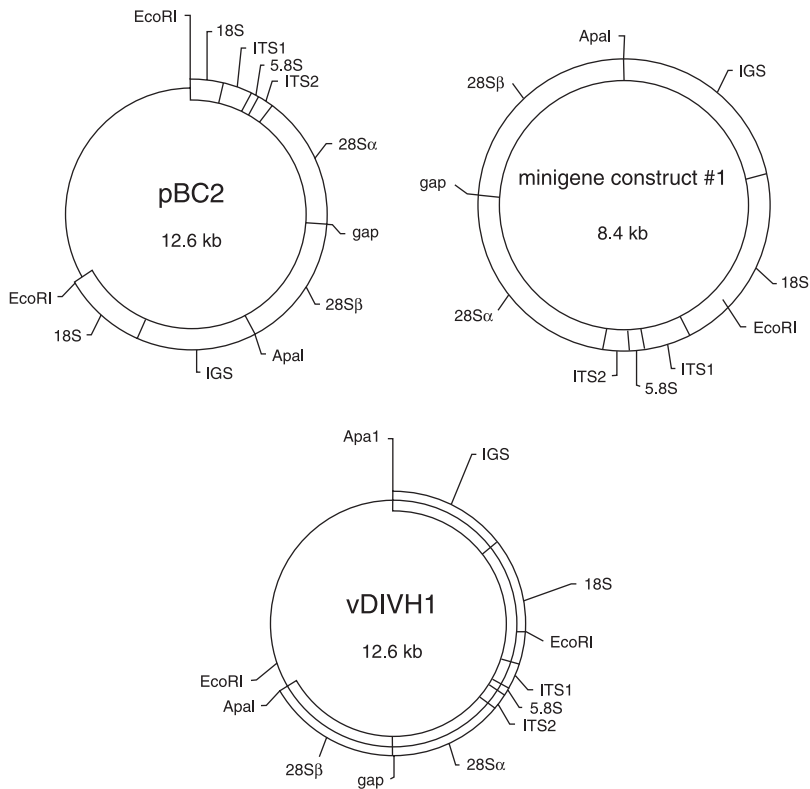 EcoRI
18S
ITS1
5.8S
ITS2
28Sα
gap
28Sβ
ApaI
IGS
18S
EcoRI
pBC2
12.6 kb
ApaI
IGS
18S
EcoRI
ITS1
5.8S
ITS2
28Sα
gap
28Sβ
minigene construct #1
8.4 kb
Apa1
IGS
18S
EcoRI
ITS1
5.8S
ITS2
28Sα
gap
28Sβ
ApaI
EcoRI
vDIVH1
12.6 kb